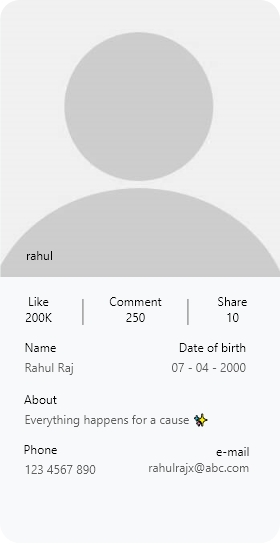 rahul
Like Comment Share
200K 250 10
Name Date of birth
Rahul Raj 07 - 04 - 2000
About
Everything happens for a cause ✨
Phone e-mail
123 4567 890 rahulrajx@abc.com